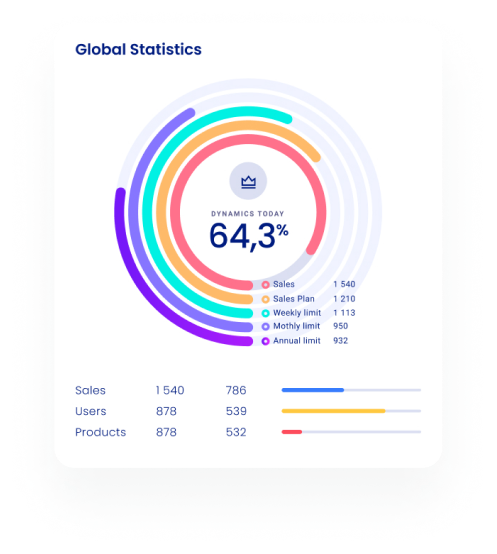 Global Statistics
DYNAMICS TODAY
64,3%
Sales 1 540
Sales Plan 1 210
Weekly limit 1 113
Mothly limit 950
Annual limit 932
Sales 1 540 786
Users 878 539
Products 878 532